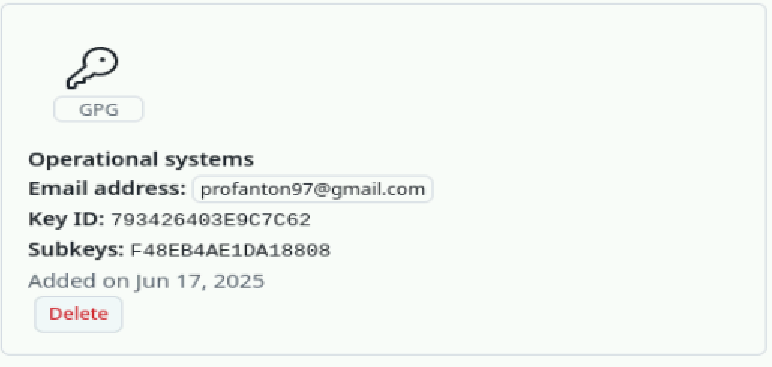 GPG
Operational systems
Email address: profanton97@gmail.com
Key ID: 793426403E9C7C62
Subkeys: F48EB4AE1DA18808
Added on Jun 17, 2025
Delete